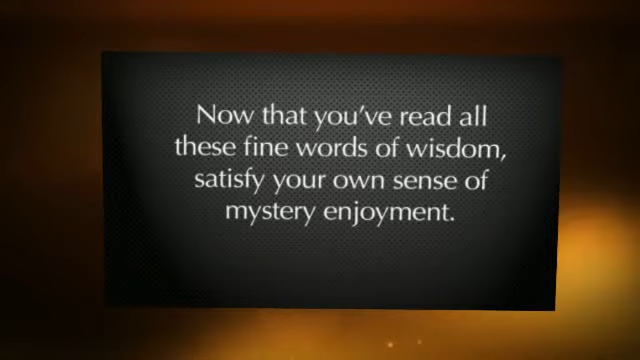 Now that you've read all
these fine words of wisdom,
satisfy your own sense of
mystery enjoyment.